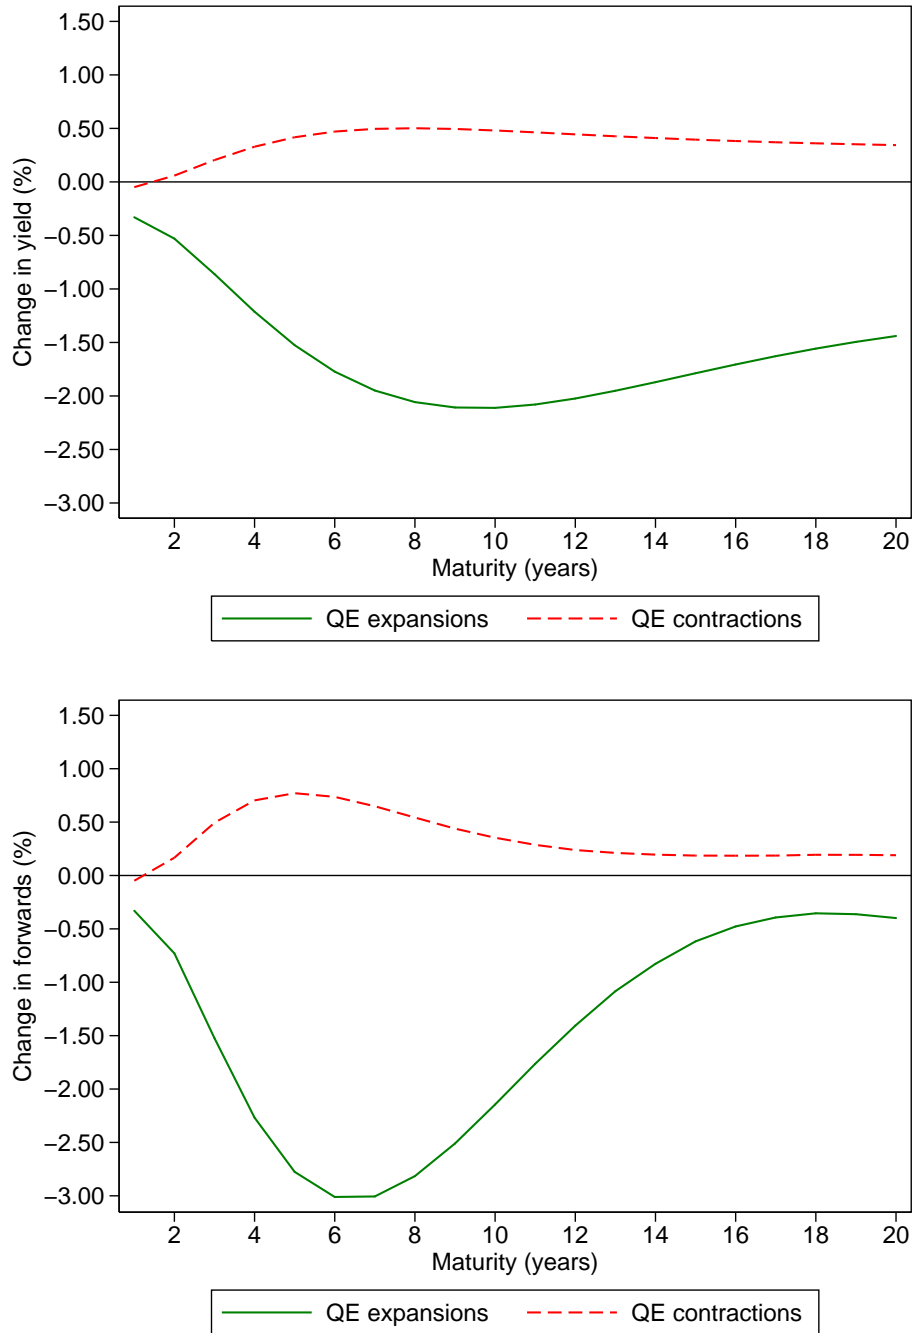 1.50
1.00
0.50
0.00
−0.50
−1.00
−1.50
−2.00
−2.50
−3.00
Change in yield (%)
2 4 6 8 10 12 14 16 18 20
Maturity (years)
QE expansions QE contractions
1.50
1.00
0.50
0.00
−0.50
−1.00
−1.50
−2.00
−2.50
−3.00
Change in forwards (%)
2 4 6 8 10 12 14 16 18 20
Maturity (years)
QE expansions QE contractions